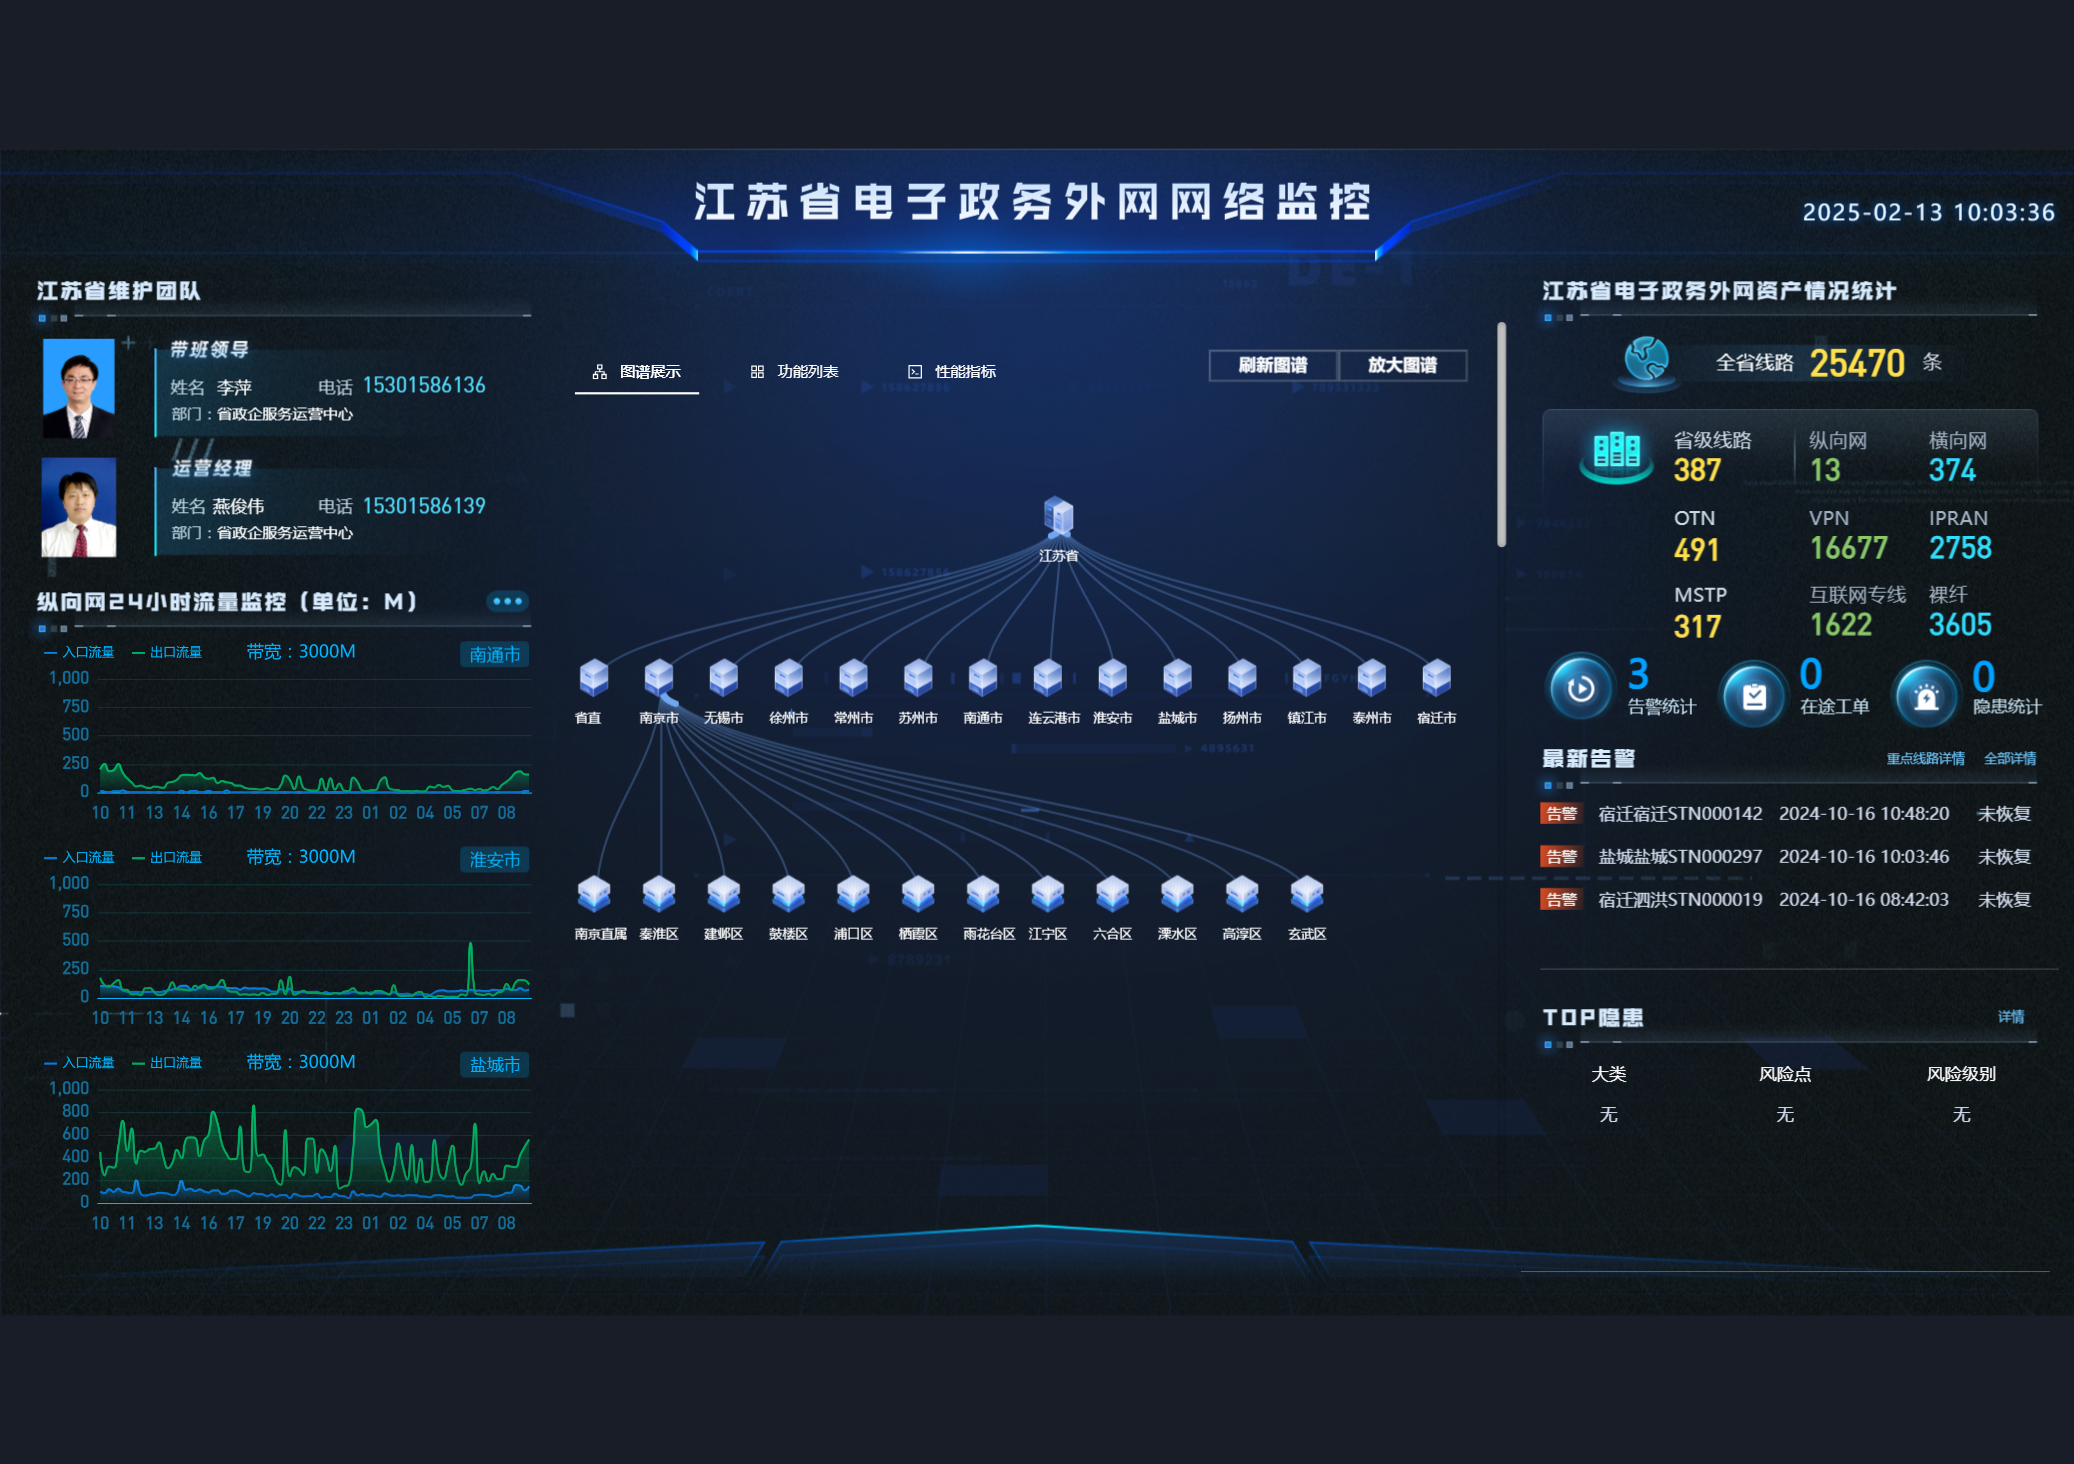 江苏省电子政务外网网络监控
2025-02-13 10:03:36
江苏省维护团队
带班领导
姓名 李萍 电话 15301586136
部门：省政企服务运营中心
运营经理
姓名 燕俊伟 电话 15301586139
部门：省政企服务运营中心
纵向网24小时流量监控（单位：M）
入口流量 出口流量 带宽：3000M 南通市
1,000
750
500
250
0
10 11 13 14 16 17 19 20 22 23 01 02 04 05 07 08
入口流量 出口流量 带宽：3000M 淮安市
1,000
750
500
250
0
10 11 13 14 16 17 19 20 22 23 01 02 04 05 07 08
入口流量 出口流量 带宽：3000M 盐城市
1,000
800
600
400
200
0
10 11 13 14 16 17 19 20 22 23 01 02 04 05 07 08
图谱展示 功能列表 性能指标
刷新图谱 放大图谱
江苏省
省直 南京市 无锡市 徐州市 常州市 苏州市 南通市 连云港市 淮安市 盐城市 扬州市 镇江市 泰州市 宿迁市
南京直属 秦淮区 建邺区 鼓楼区 浦口区 栖霞区 雨花台区 江宁区 六合区 溧水区 高淳区 玄武区
江苏省电子政务外网资产情况统计
全省线路 25470 条
省级线路 纵向网 横向网
387 13 374
OTN VPN IPRAN
491 16677 2758
MSTP 互联网专线 裸纤
317 1622 3605
3 0 0
告警统计 在途工单 隐患统计
最新告警 重点线路详情 全部详情
告警 宿迁宿迁STN000142 2024-10-16 10:48:20 未恢复
告警 盐城盐城STN000297 2024-10-16 10:03:46 未恢复
告警 宿迁泗洪STN000019 2024-10-16 08:42:03 未恢复
TOP隐患 详情
大类 风险点 风险级别
无 无 无